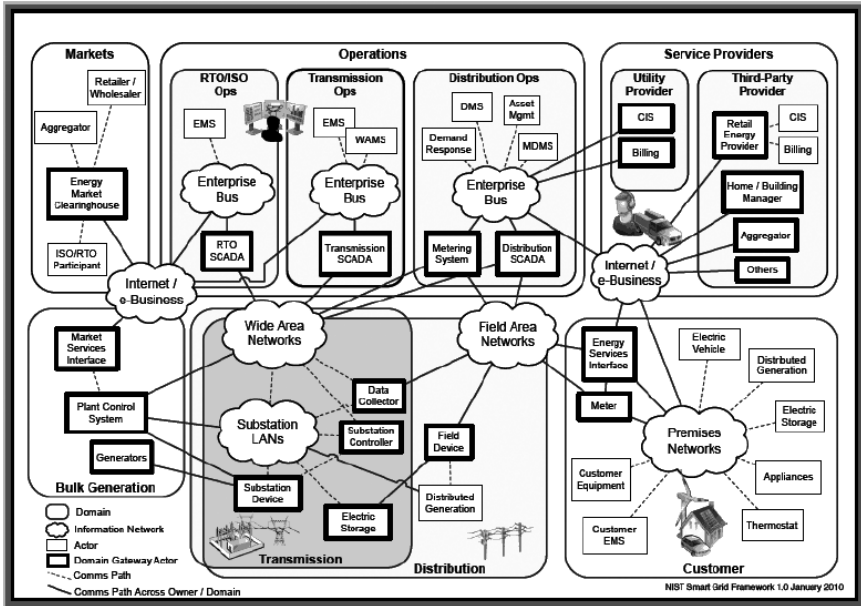 Markets
Operations
Service Providers
Retailer /
Wholesaler
Aggregator
Energy
Market
Clearinghouse
ISO/RTO
Participant
RTO/ISO
Ops
EMS
Enterprise
Bus
RTO
SCADA
Transmission
Ops
EMS
WAMS
Enterprise
Bus
Transmission
SCADA
Distribution Ops
DMS
Asset
Mgmt
Demand
Response
MDMS
Enterprise
Bus
Metering
System
Distribution
SCADA
Utility
Provider
CIS
Billing
Third-Party
Provider
Retail
Energy
Provider
CIS
Billing
Home / Building
Manager
Aggregator
Others
Internet /
e-Business
Internet /
e-Business
Market
Services
Interface
Plant Control
System
Generators
Bulk Generation
Wide Area
Networks
Field Area
Networks
Data
Collector
Substation
LANs
Substation
Controller
Field
Device
Substation
Device
Electric
Storage
Distributed
Generation
Transmission
Distribution
Energy
Services
Interface
Meter
Electric
Vehicle
Distributed
Generation
Electric
Storage
Premises
Networks
Customer
Equipment
Appliances
Customer
EMS
Thermostat
Customer
Domain
Information Network
Actor
Domain Gateway Actor
Comms Path
Comms Path Across Owner / Domain
NIST Smart Grid Framework 1.0 January 2010